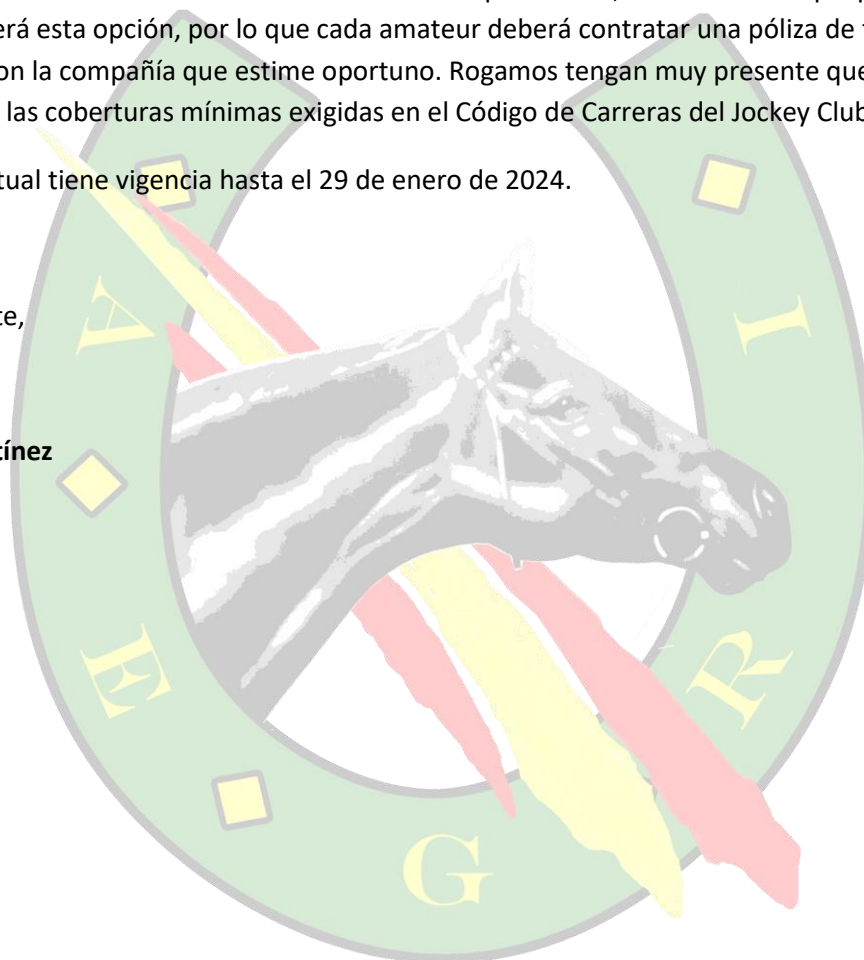 erá esta opción, por lo que cada amateur deberá contratar una póliza de
on la compañía que estime oportuno. Rogamos tengan muy presente que
las coberturas mínimas exigidas en el Código de Carreras del Jockey Club
tual tiene vigencia hasta el 29 de enero de 2024.
te,
tínez
A E G R I